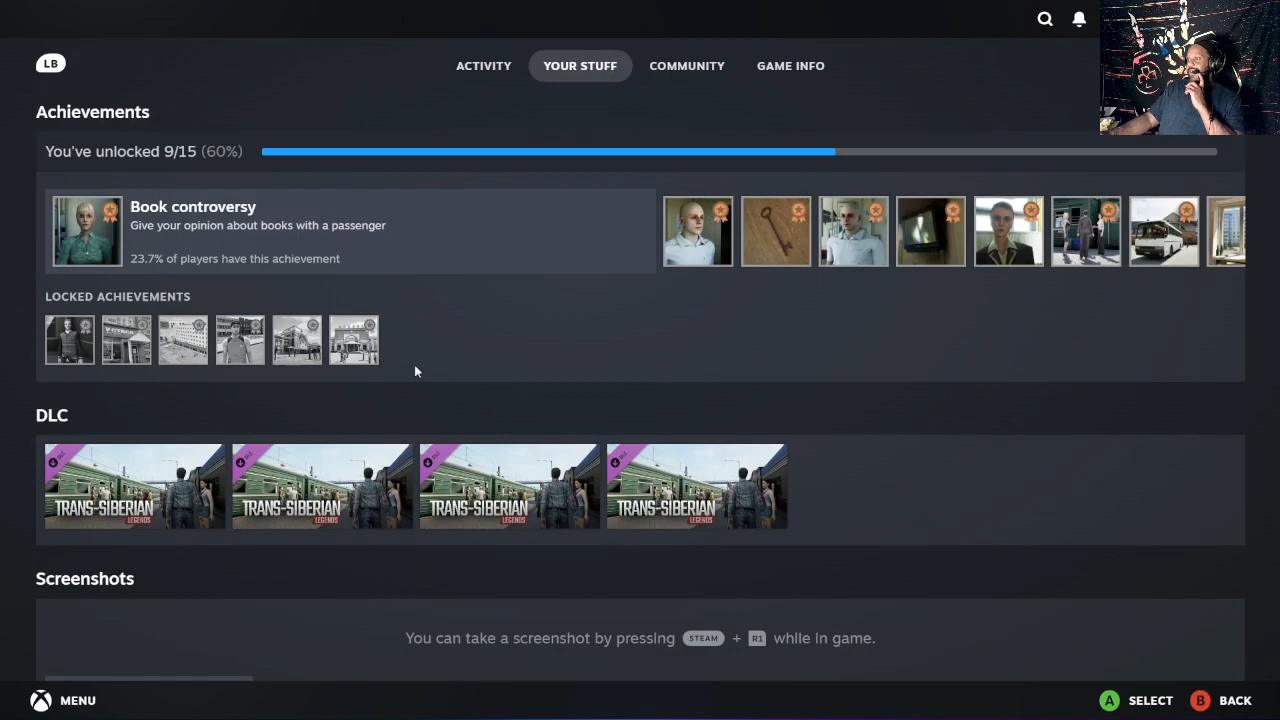 LB
ACTIVITY
YOUR STUFF
COMMUNITY
GAME INFO
Achievements
You've unlocked 9/15 (60%)
Book controversy
Give your opinion about books with a passenger
23.7% of players have this achievement
LOCKED ACHIEVEMENTS
DLC
TRANS-SIBERIAN
LEGENDS
TRANS-SIBERIAN
LEGENDS
TRANS-SIBERIAN
LEGENDS
TRANS-SIBERIAN
LEGENDS
Screenshots
You can take a screenshot by pressing STEAM + R1 while in game.
MENU
A SELECT
B BACK